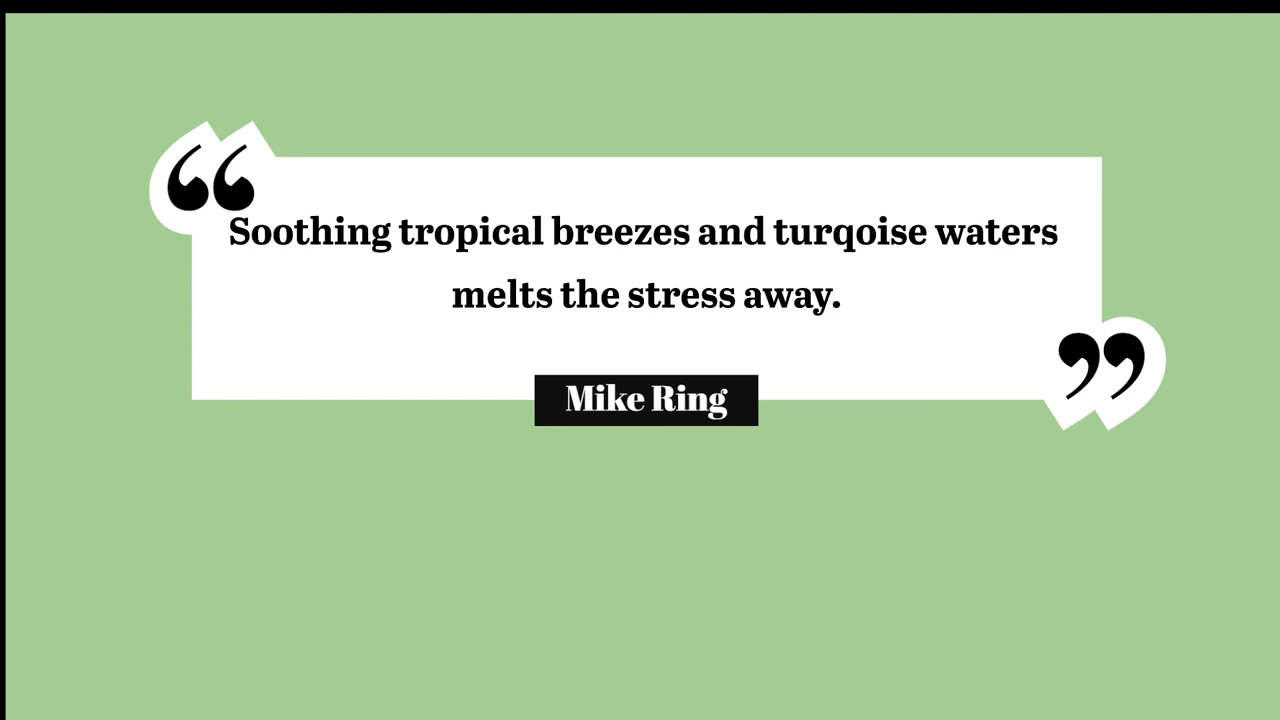 “
Soothing tropical breezes and turqoise waters
melts the stress away.
”
Mike Ring